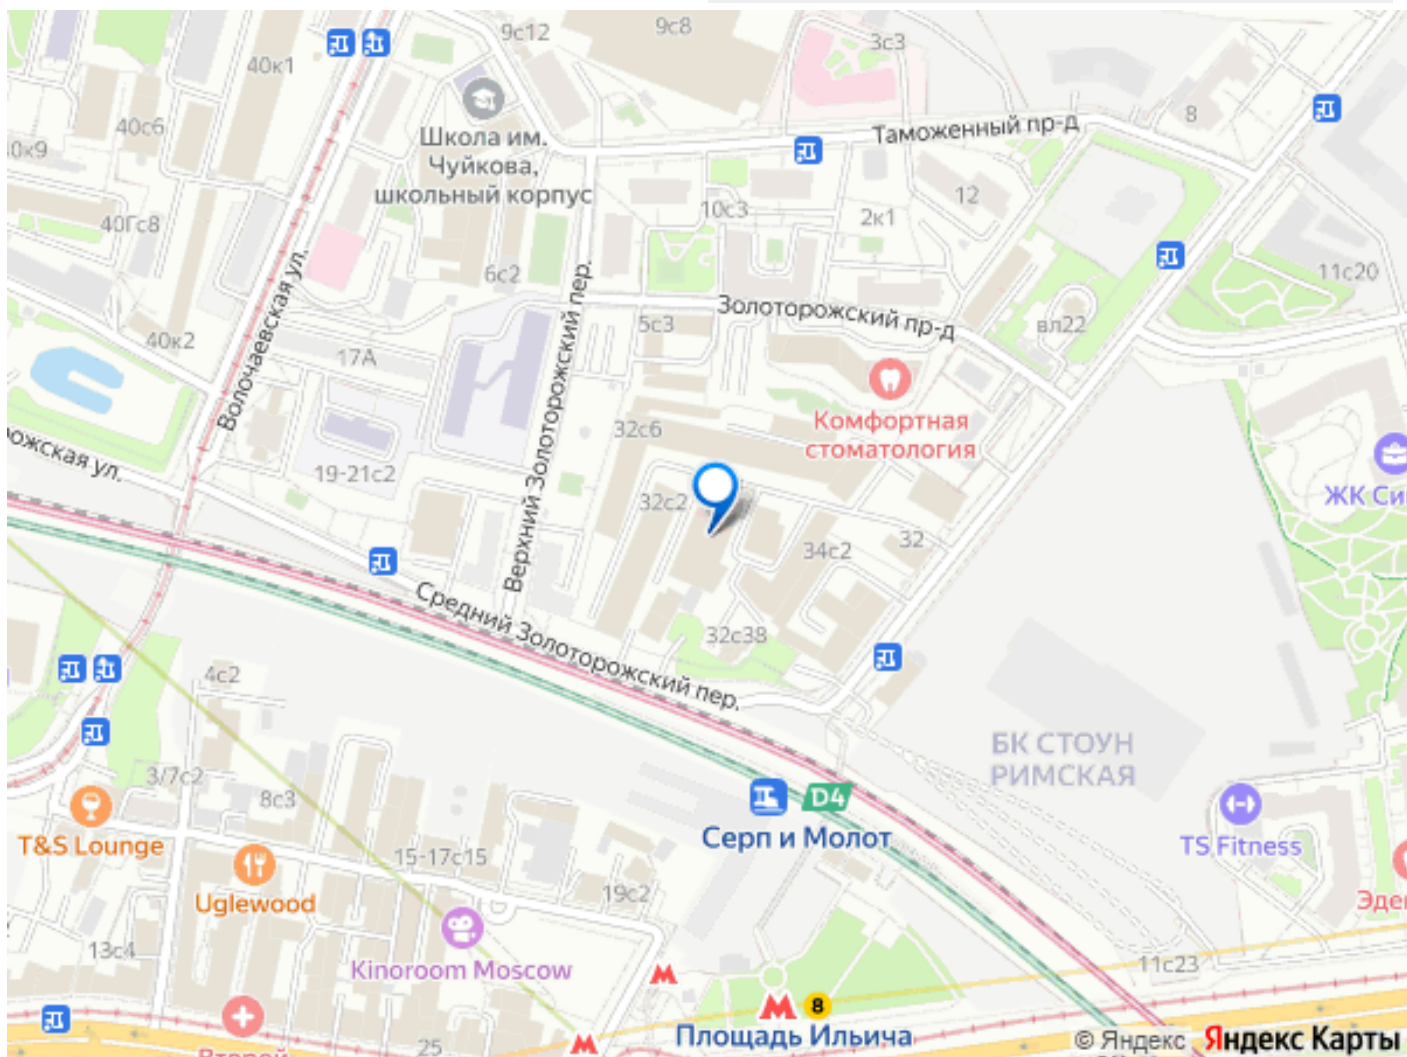 9с12
9с8
3с3
40к1
40с6
Школа им.
Чуйкова,
школьный корпус
Таможенный пр-д
8
0к9
12
10с3
2к1
40Гс8
6с2
11с20
Волочаевская ул.
Верхний Золоторожский пер.
Золоторожский пр-д
5с3
вл22
40к2
17А
Комфортная
стоматология
32с6
рожская ул.
19-21с2
32с2
ЖК Си
34с2
32
Средний Золоторожский пер.
32с38
4с2
БК СТОУН
РИМСКАЯ
3/7с2
8с3
D4
Серп и Молот
T&S Lounge
TS Fitness
15-17с15
19с2
Uglewood
Эде
13с4
Kinoroom Moscow
11с23
8
Площадь Ильича
25
© Яндекс Яндекс Карты